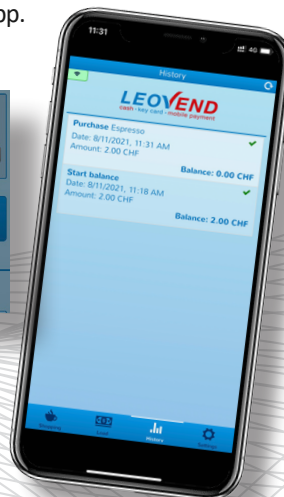 pp.
11:31
4G
History
LEOVEND
cash · key card · mobile payment
Purchase Espresso
Date: 8/11/2021, 11:31 AM
Amount: 2.00 CHF
Balance: 0.00 CHF
Start balance
Date: 8/11/2021, 11:18 AM
Amount: 2.00 CHF
Balance: 2.00 CHF
History
Settings